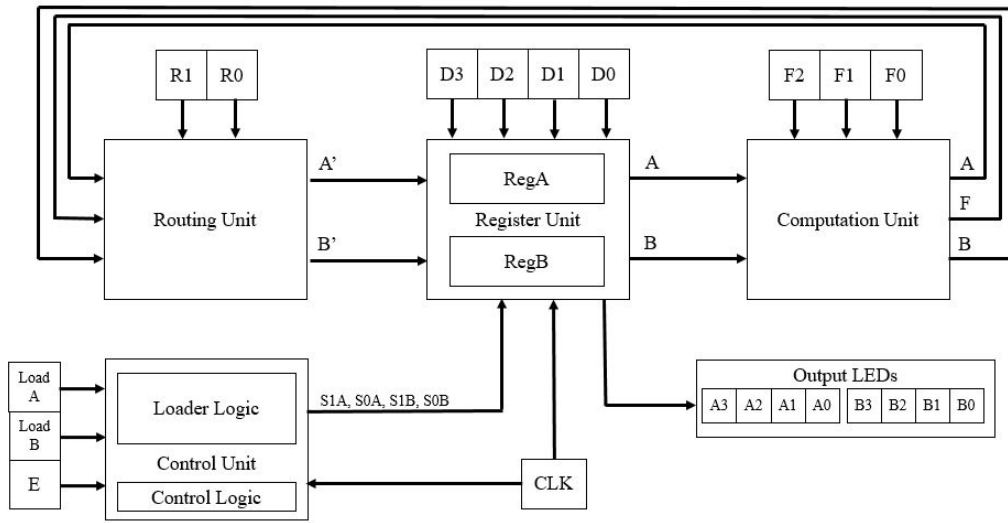 R1 R0
D3 D2 D1 D0
F2 F1 F0
A’
RegA
A
A
Routing Unit
Register Unit
Computation Unit
F
B’
RegB
B
B
Load A
Loader Logic
S1A, S0A, S1B, S0B
Output LEDs
A3 A2 A1 A0 B3 B2 B1 B0
Load B
Control Unit
E
Control Logic
CLK